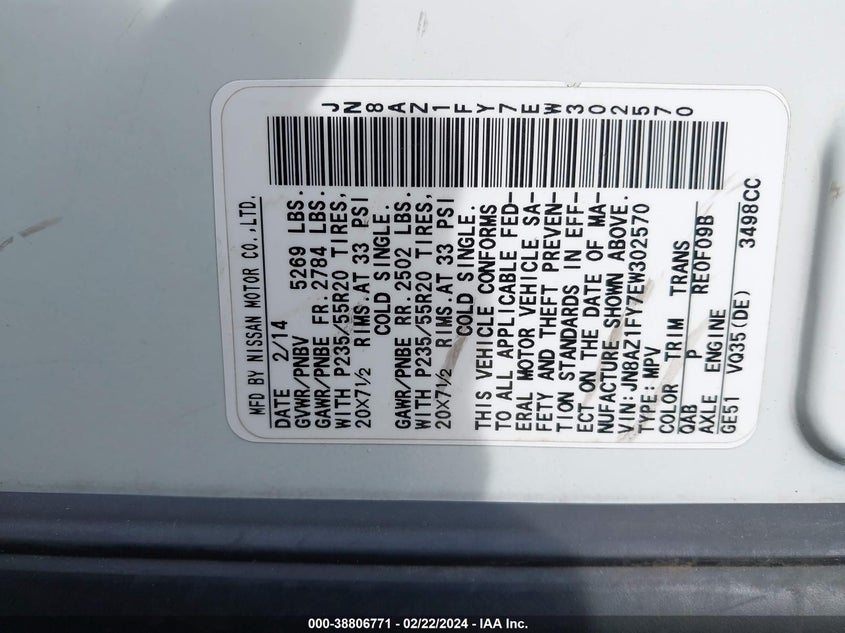 JN8AZ1FY7EW302570
MFD BY NISSAN MOTOR CO.,LTD.
DATE 2/14
GVWR/PNBV 5269 LBS.
GAWR/PNBE FR.2784 LBS.
WITH P235/55R20 TIRES,
20X7½ RIMS.AT 33 PSI
COLD SINGLE.
GAWR/PNBE RR.2502 LBS.
WITH P235/55R20 TIRES,
20X7½ RIMS.AT 33 PSI
COLD SINGLE.
THIS VEHICLE CONFORMS
TO ALL APPLICABLE FED-
ERAL MOTOR VEHICLE SA-
FETY AND THEFT PREVEN-
TION STANDARDS IN EFF-
ECT ON THE DATE OF MA-
NUFACTURE SHOWN ABOVE.
VIN:JN8AZ1FY7EW302570
TYPE:MPV
COLOR TRIM TRANS
QAB P RE0F09B
AXLE ENGINE
GE51 VQ35(DE) 3498CC
000-38806771 - 02/22/2024 - IAA Inc.